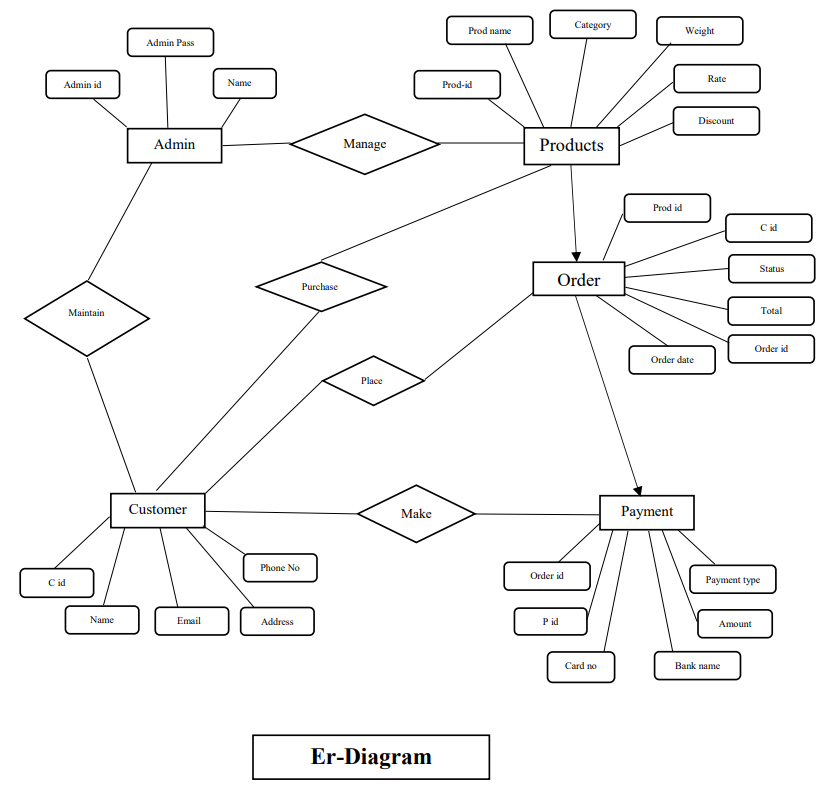 Prod name
Category
Weight
Admin Pass
Admin id
Name
Prod-id
Rate
Discount
Admin
Manage
Products
Prod id
C id
Status
Order
Total
Order id
Order date
Maintain
Purchase
Place
Customer
Make
Payment
C id
Name
Email
Address
Phone No
Order id
P id
Card no
Bank name
Amount
Payment type
Er-Diagram